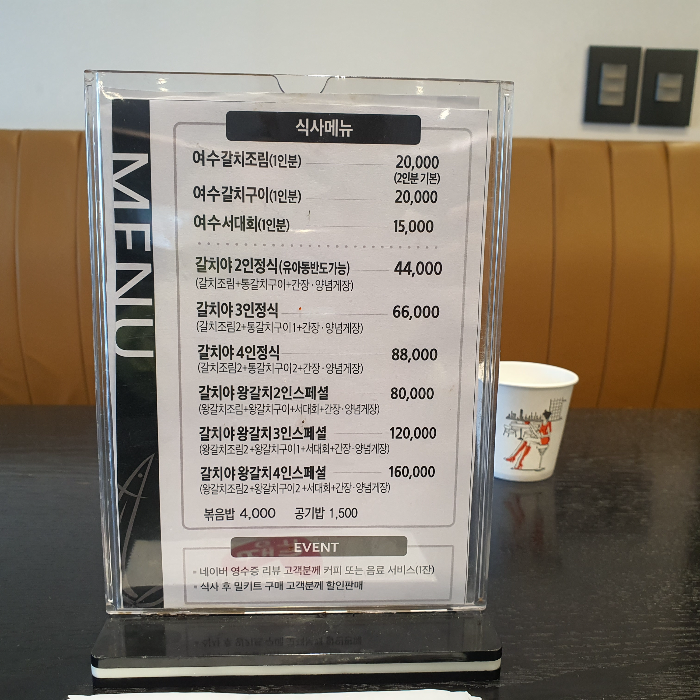 MENU
식사메뉴
여수갈치조림(1인분) 20,000
(2인분 기본)
여수갈치구이(1인분) 20,000
여수서대회(1인분) 15,000
갈치야 2인정식(유아동반도가능) 44,000
(갈치조림+통갈치구이+간장·양념게장)
갈치야 3인정식 66,000
(갈치조림2+통갈치구이1+간장·양념게장)
갈치야 4인정식 88,000
(갈치조림2+통갈치구이2+간장·양념게장)
갈치야 왕갈치2인스페셜 80,000
(왕갈치조림+왕갈치구이+서대회+간장·양념게장)
갈치야 왕갈치3인스페셜 120,000
(왕갈치조림2+왕갈치구이1+서대회+간장·양념게장)
갈치야 왕갈치4인스페셜 160,000
(왕갈치조림2+왕갈치구이2+서대회+간장·양념게장)
볶음밥 4,000 공기밥 1,500
EVENT
• 네이버 영수증 리뷰 고객분께 커피 또는 음료 서비스(1잔)
• 식사 후 밀키트 구매 고객분께 할인판매